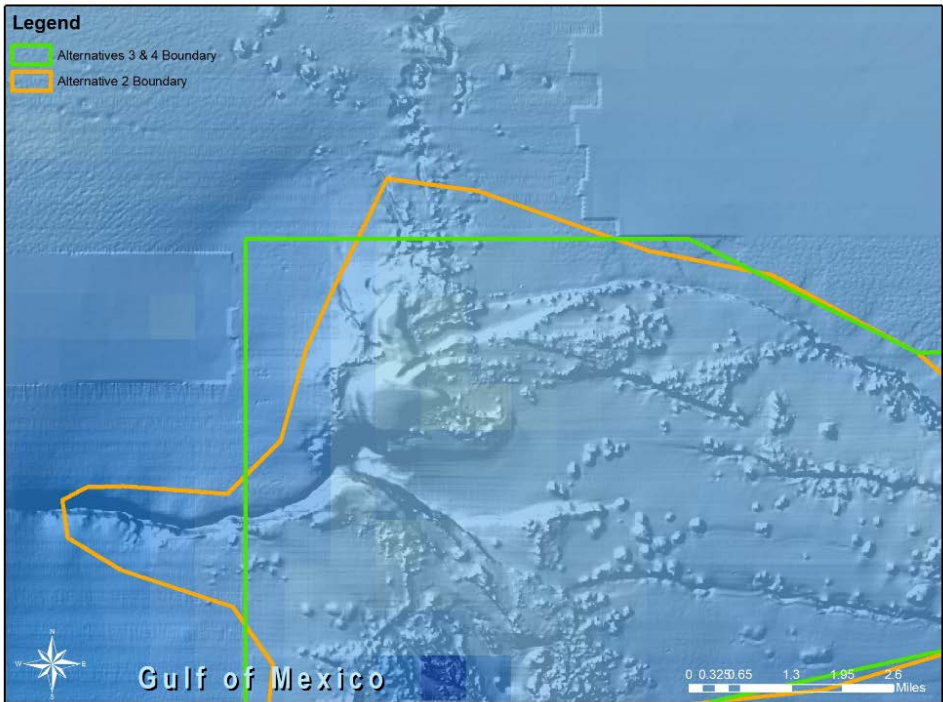 Legend
Alternatives 3 & 4 Boundary
Alternative 2 Boundary
N
W E
S
Gulf of Mexico
0 0.325 0.65 1.3 1.95 2.6
Miles